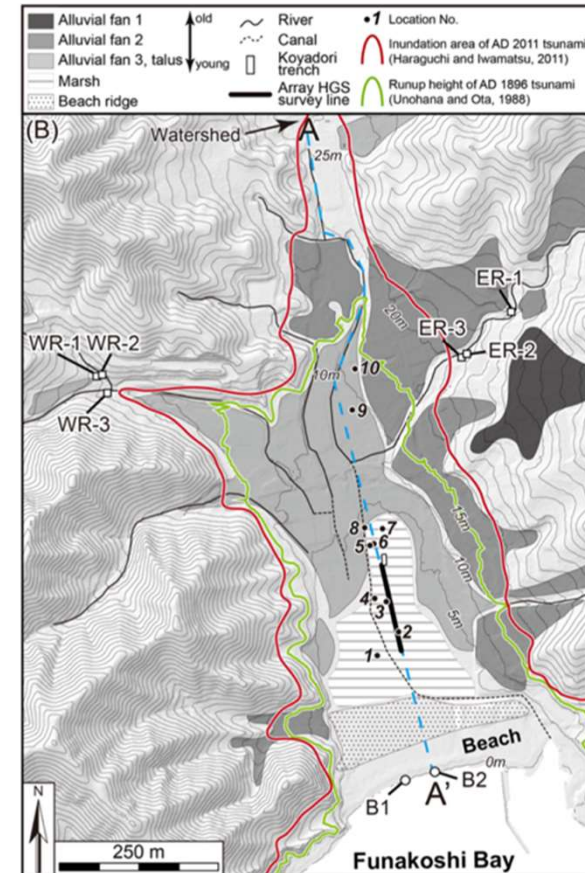 Alluvial fan 1
Alluvial fan 2
Alluvial fan 3, talus
Marsh
Beach ridge
old
young
River
Canal
Koyadori
trench
Array HGS
survey line
1 Location No.
Inundation area of AD 2011 tsunami
(Haraguchi and Iwamatsu, 2011)
Runup height of AD 1896 tsunami
(Unohana and Ota, 1988)
(B)
Watershed
A
25m
ER-1
20m
ER-3
ER-2
WR-1 WR-2
WR-3
10m
10
9
15m
8
7
5
6
10m
4
3
5m
2
1
Beach
0m
B1
A'
B2
N
250 m
Funakoshi Bay